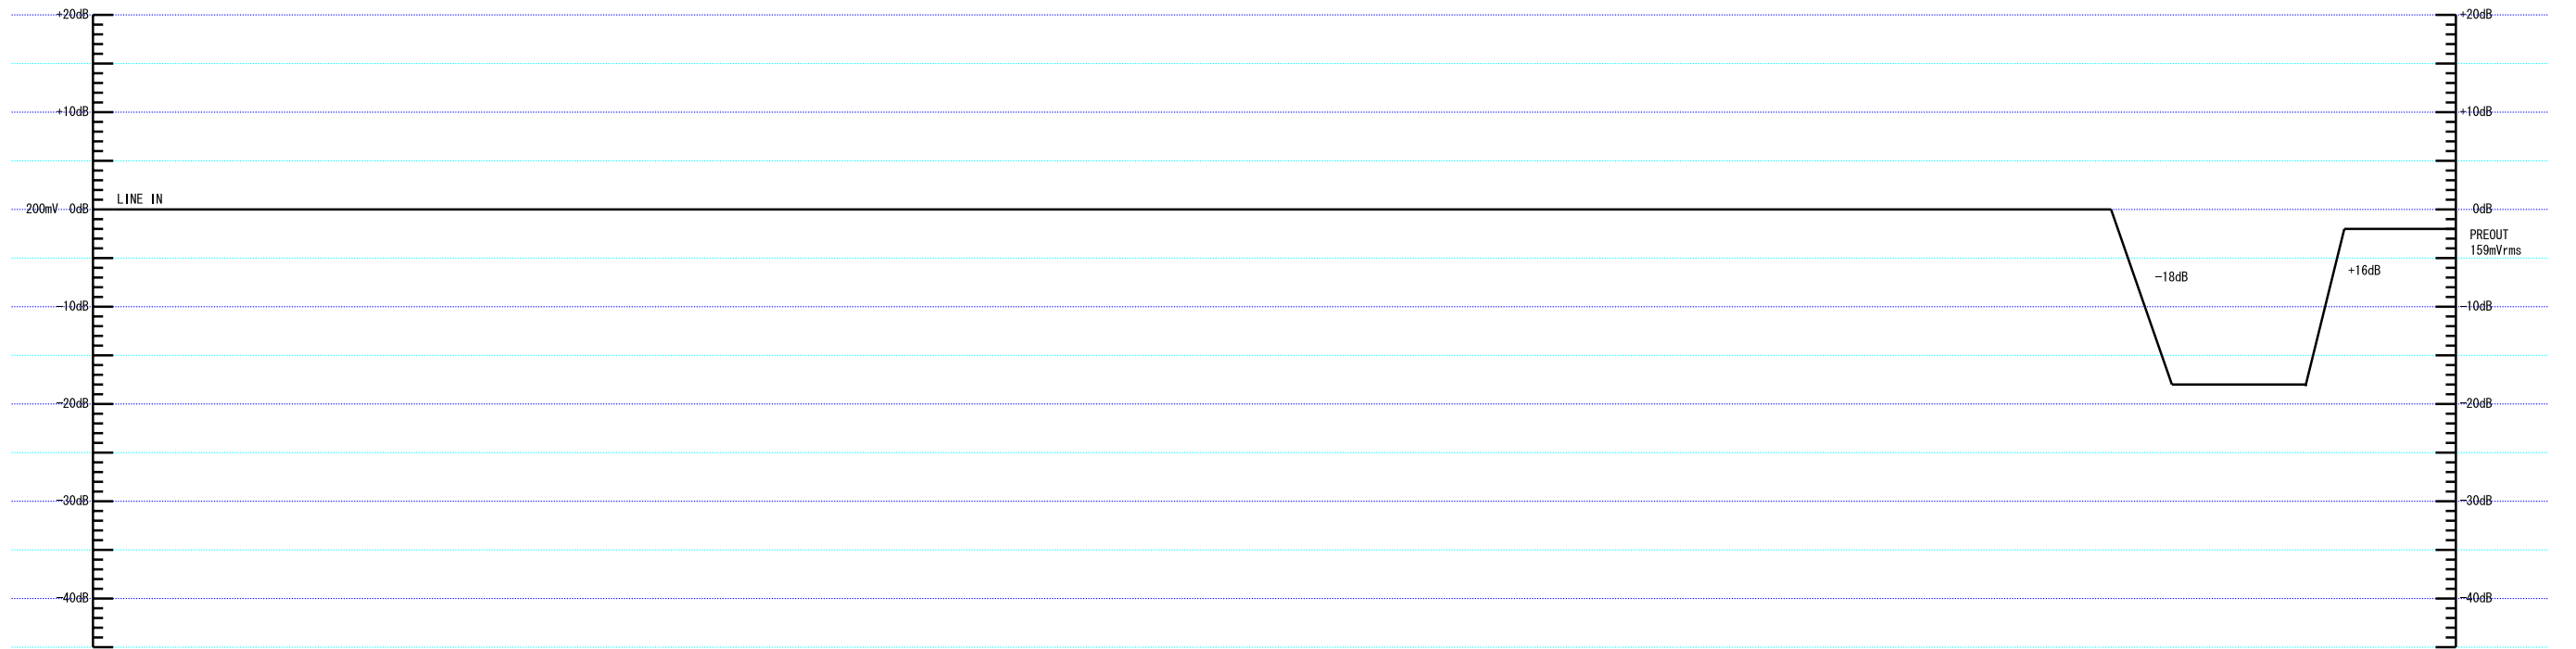 +20dB +20dB
+10dB +10dB
LINE IN
200mV 0dB 0dB
PREOUT
159mVrms
+16dB
-18dB
-10dB -10dB
-20dB -20dB
-30dB -30dB
-40dB -40dB